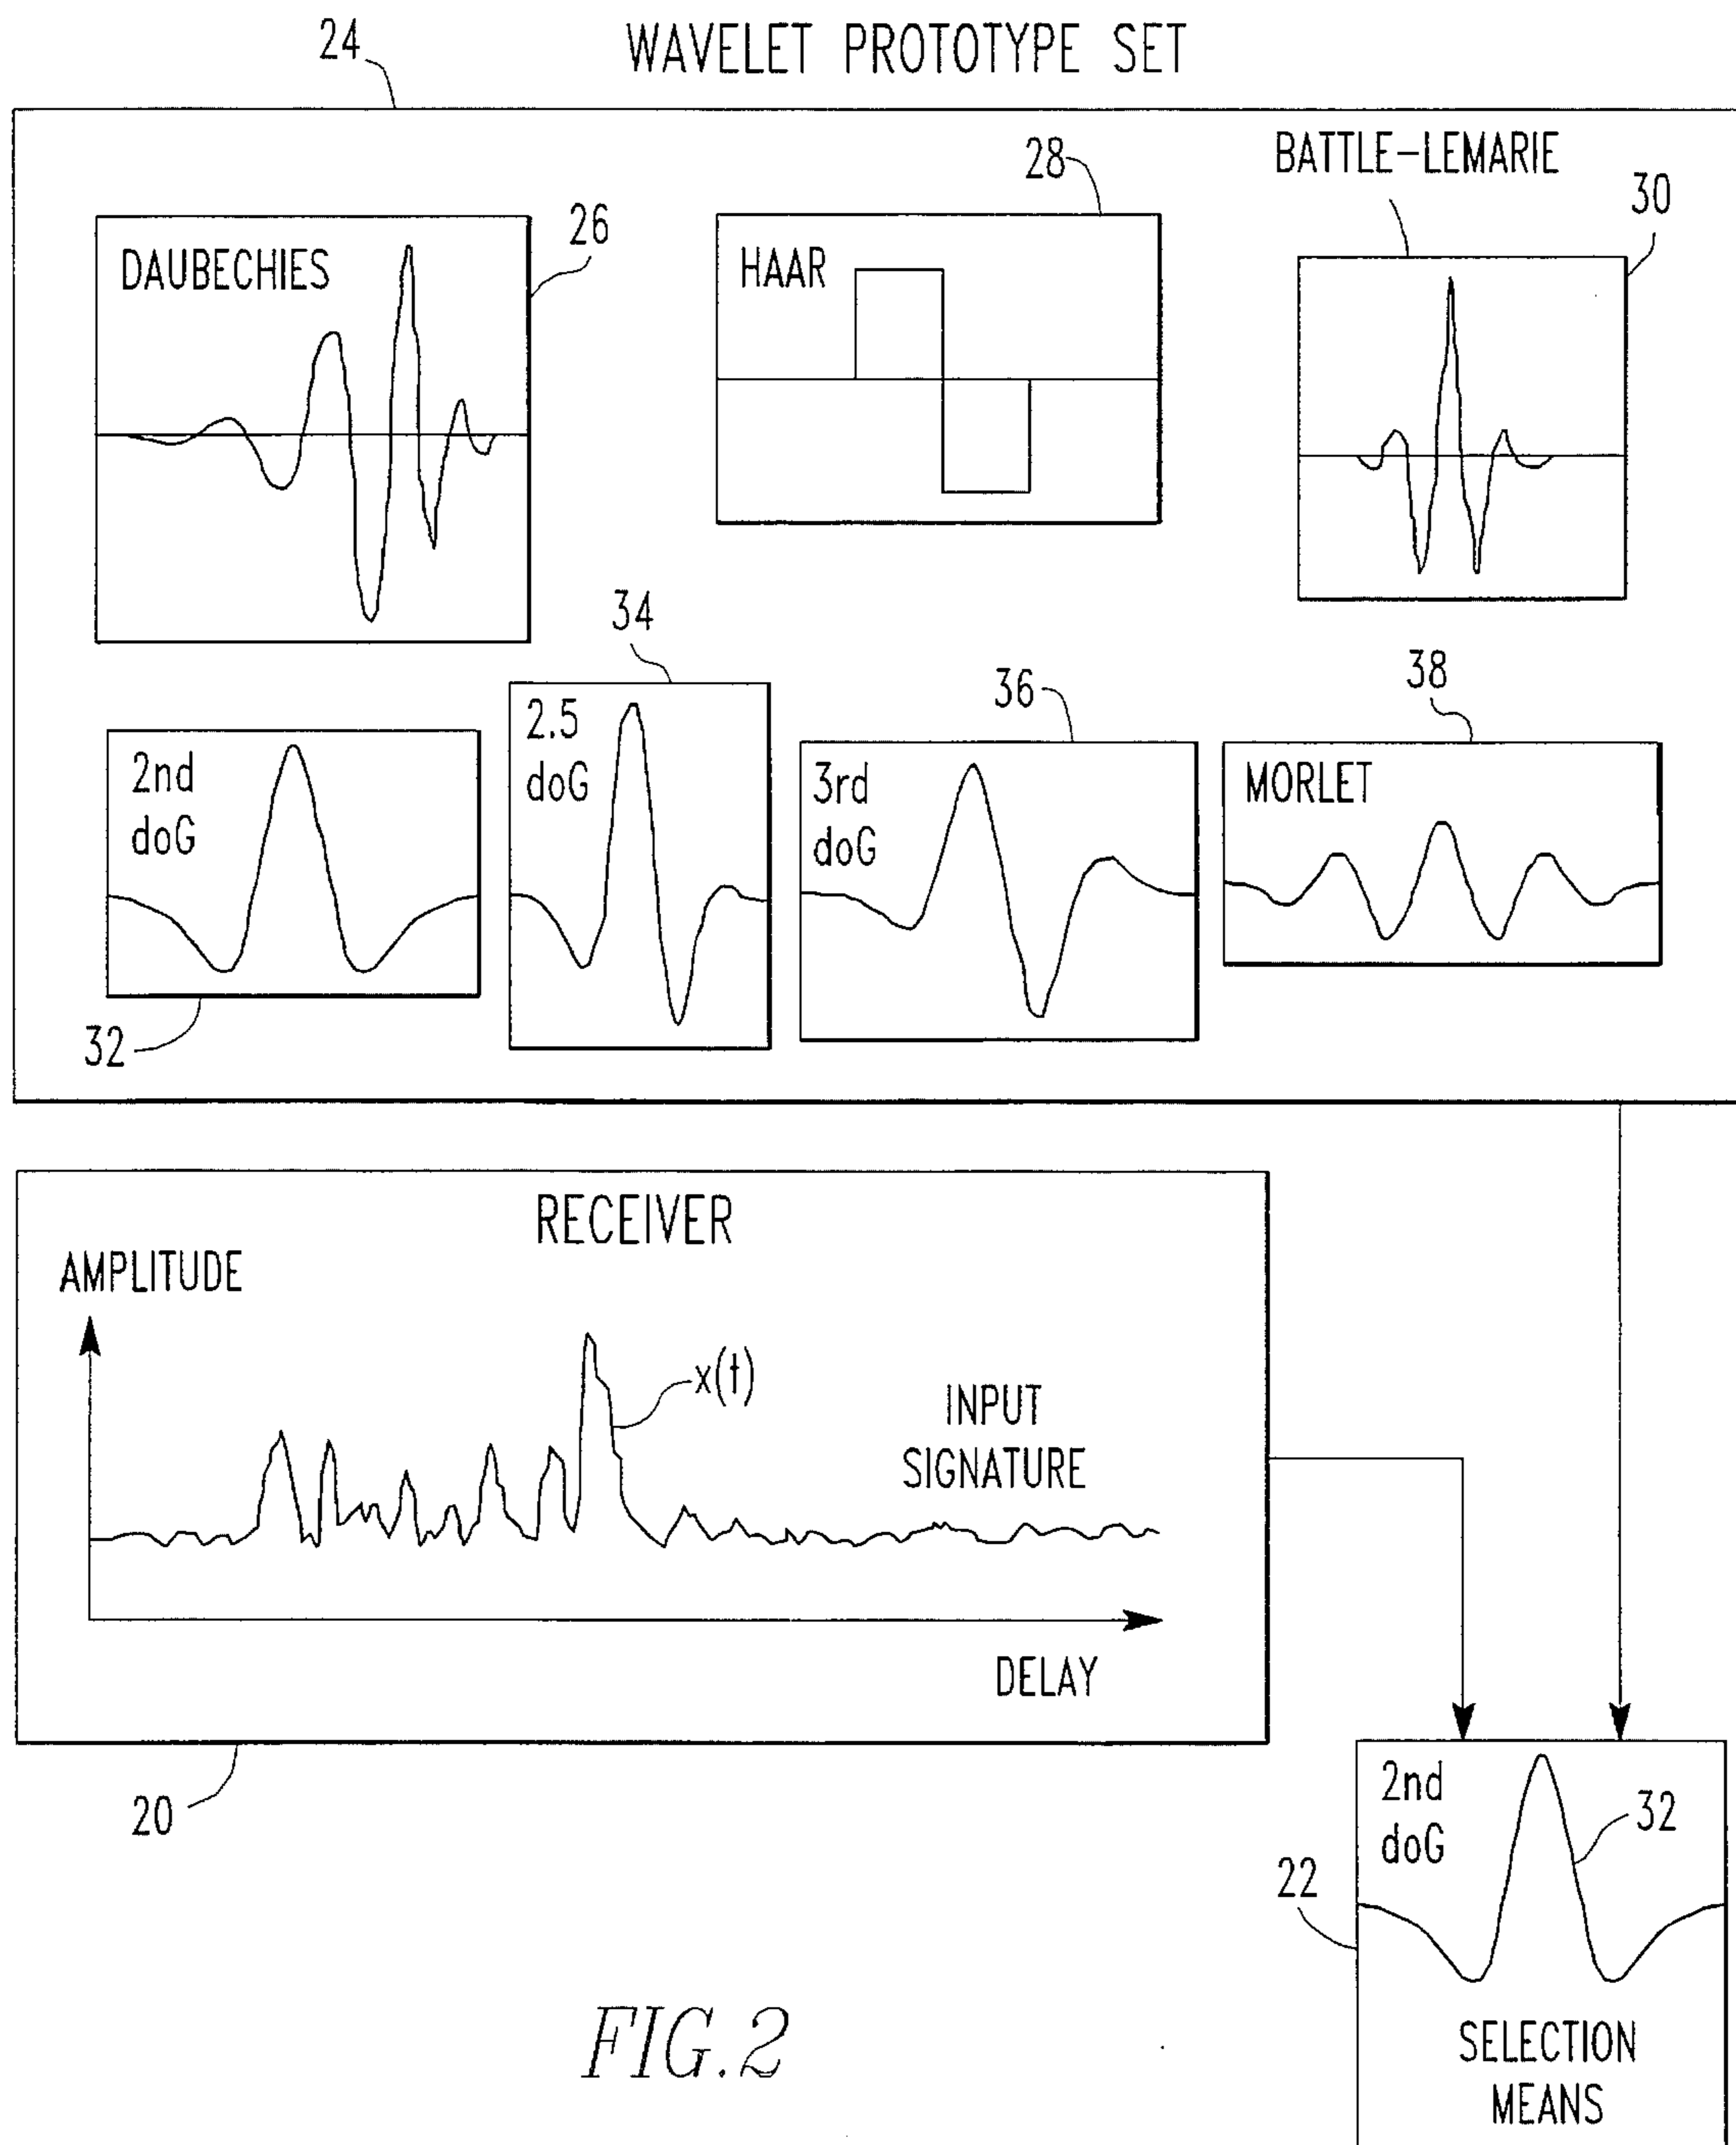 24
WAVELET PROTOTYPE SET
BATTLE-LEMARIE
28
30
26
DAUBECHIES
HAAR
34
36
38
2nd
doG
2.5
doG
3rd
doG
MORLET
32
RECEIVER
AMPLITUDE
x(t)
INPUT
SIGNATURE
DELAY
20
2nd
doG
32
22
SELECTION
MEANS
FIG.2